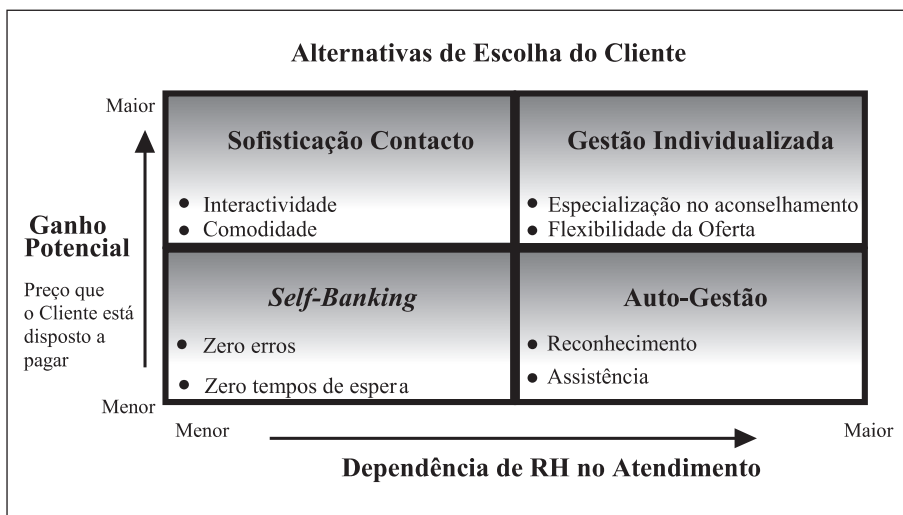 Alternativas de Escolha do Cliente
Maior
Sofisticação Contacto
• Interactividade
• Comodidade
Gestão Individualizada
• Especialização no aconselhamento
• Flexibilidade da Oferta
Ganho
Potencial
Preço que
o Cliente está
disposto a
pagar
Self-Banking
• Zero erros
• Zero tempos de espera
Auto-Gestão
• Reconhecimento
• Assistência
Menor
Menor
Maior
Dependência de RH no Atendimento